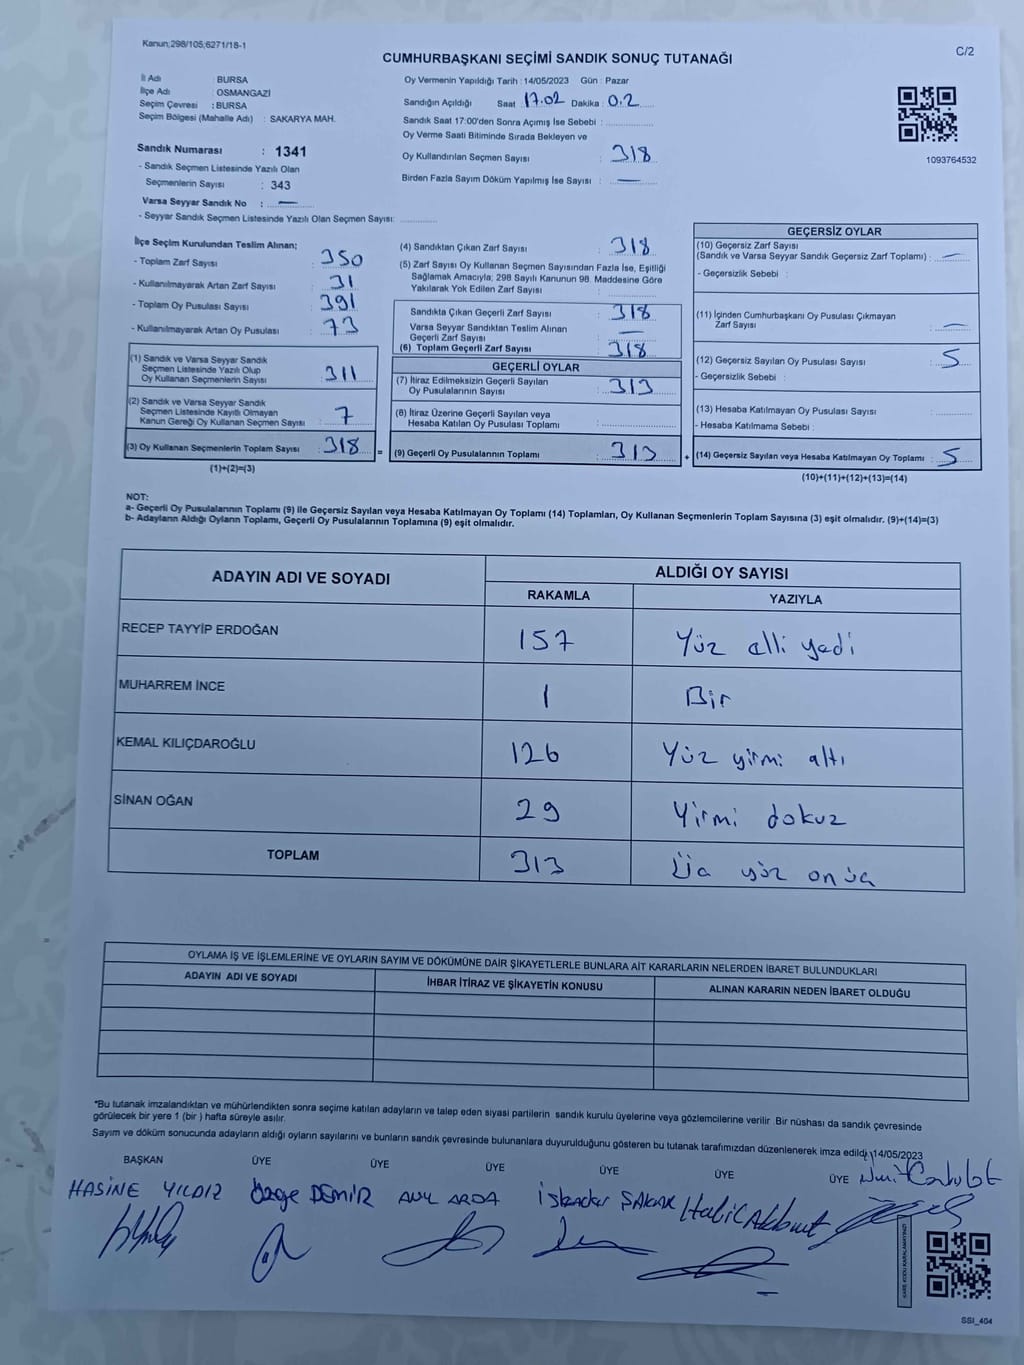 Kanun;298/105;6271/18-1
C/2
CUMHURBAŞKANI SEÇİMİ SANDIK SONUÇ TUTANAĞI
İl Adı : BURSA
İlçe Adı : OSMANGAZİ
Seçim Çevresi : BURSA
Seçim Bölgesi (Mahalle Adı) : SAKARYA MAH.
Oy Vermenin Yapıldığı Tarih : 14/05/2023 Gün : Pazar
Sandığın Açıldığı Saat 17.02 Dakika : 0.2
Sandık Saat 17:00'den Sonra Açımış İse Sebebi :
Oy Verme Saati Bitiminde Sırada Bekleyen ve
Oy Kullandırılan Seçmen Sayısı : 318
Birden Fazla Sayım Döküm Yapılmış İse Sayısı : —
1093764532
Sandık Numarası : 1341
- Sandık Seçmen Listesinde Yazılı Olan
Seçmenlerin Sayısı : 343
Varsa Seyyar Sandık No : —
- Seyyar Sandık Seçmen Listesinde Yazılı Olan Seçmen Sayısı:
İlçe Seçim Kurulundan Teslim Alınan;
- Toplam Zarf Sayısı : 350
- Kullanılmayarak Artan Zarf Sayısı : 31
- Toplam Oy Pusulası Sayısı : 391
- Kullanılmayarak Artan Oy Pusulası : 73
(1) Sandık ve Varsa Seyyar Sandık
Seçmen Listesinde Yazılı Olup
Oy Kullanan Seçmenlerin Sayısı : 311
(2) Sandık ve Varsa Seyyar Sandık
Seçmen Listesinde Kayıtlı Olmayan
Kanun Gereği Oy Kullanan Seçmen Sayısı : 7
(3) Oy Kullanan Seçmenlerin Toplam Sayısı : 318
(1)+(2)=(3)
(4) Sandıktan Çıkan Zarf Sayısı : 318
(5) Zarf Sayısı Oy Kullanan Seçmen Sayısından Fazla İse, Eşitliği
Sağlamak Amacıyla; 298 Sayılı Kanunun 98. Maddesine Göre
Yakılarak Yok Edilen Zarf Sayısı :
Sandıkta Çıkan Geçerli Zarf Sayısı : 318
Varsa Seyyar Sandıktan Teslim Alınan
Geçerli Zarf Sayısı : —
(6) Toplam Geçerli Zarf Sayısı : 318
GEÇERLİ OYLAR
(7) İtiraz Edilmeksizin Geçerli Sayılan
Oy Pusulalarının Sayısı : 313
(8) İtiraz Üzerine Geçerli Sayılan veya
Hesaba Katılan Oy Pusulası Toplamı :
= (9) Geçerli Oy Pusulalarının Toplamı : 313
GEÇERSİZ OYLAR
(10) Geçersiz Zarf Sayısı
(Sandık ve Varsa Seyyar Sandık Geçersiz Zarf Toplamı) : —
- Geçersizlik Sebebi :
(11) İçinden Cumhurbaşkanı Oy Pusulası Çıkmayan
Zarf Sayısı : —
(12) Geçersiz Sayılan Oy Pusulası Sayısı : 5
- Geçersizlik Sebebi :
(13) Hesaba Katılmayan Oy Pusulası Sayısı :
- Hesaba Katılmama Sebebi :
+ (14) Geçersiz Sayılan veya Hesaba Katılmayan Oy Toplamı : 5
(10)+(11)+(12)+(13)=(14)
NOT:
a- Geçerli Oy Pusulalarının Toplamı (9) ile Geçersiz Sayılan veya Hesaba Katılmayan Oy Toplamı (14) Toplamları, Oy Kullanan Seçmenlerin Toplam Sayısına (3) eşit olmalıdır. (9)+(14)=(3)
b- Adayların Aldığı Oyların Toplamı, Geçerli Oy Pusulalarının Toplamına (9) eşit olmalıdır.
ADAYIN ADI VE SOYADI
ALDIĞI OY SAYISI
RAKAMLA YAZIYLA
RECEP TAYYİP ERDOĞAN 157 Yüz elli yedi
MUHARREM İNCE 1 Bir
KEMAL KILIÇDAROĞLU 126 Yüz yirmi altı
SİNAN OĞAN 29 Yirmi dokuz
TOPLAM 313 Üç yüz on üç
OYLAMA İŞ VE İŞLEMLERİNE VE OYLARIN SAYIM VE DÖKÜMÜNE DAİR ŞİKAYETLERLE BUNLARA AİT KARARLARIN NELERDEN İBARET BULUNDUKLARI
ADAYIN ADI VE SOYADI İHBAR İTİRAZ VE ŞİKAYETİN KONUSU ALINAN KARARIN NEDEN İBARET OLDUĞU
*Bu tutanak imzalandıktan ve mühürlendikten sonra seçime katılan adayların ve talep eden siyasi partilerin sandık kurulu üyelerine veya gözlemcilerine verilir. Bir nüshası da sandık çevresinde
görülecek bir yere 1 (bir ) hafta süreyle asılır.
Sayım ve döküm sonucunda adayların aldığı oyların sayılarını ve bunların sandık çevresinde bulunanlara duyurulduğunu gösteren bu tutanak tarafımızdan düzenlenerek imza edildi. 14/05/2023
BAŞKAN ÜYE ÜYE ÜYE ÜYE ÜYE ÜYE
HASİNE YILDIZ Özge DEMİR ANIL ARDA İskender ŞAKAR Halil Akbulut
SSI_404